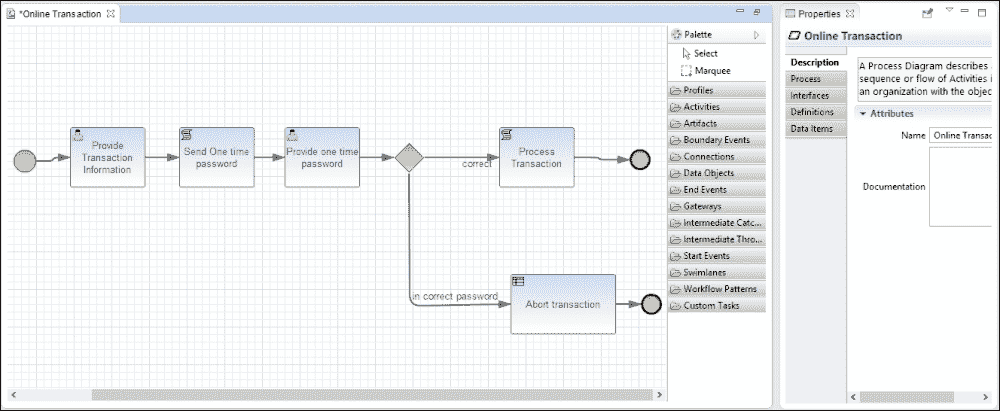 *Online Transaction
Provide
Transaction
Information
Send One time
password
Provide one time
password
correct
Process
Transaction
in correct password
Abort transaction
Palette
Select
Marquee
Profiles
Activities
Artifacts
Boundary Events
Connections
Data Objects
End Events
Gateways
Intermediate Catc...
Intermediate Thro...
Start Events
Swimlanes
Workflow Patterns
Custom Tasks
Properties
Online Transaction
Description
Process
Interfaces
Definitions
Data Items
A Process Diagram describes a
sequence or flow of Activities i
an organization with the objec
Attributes
Name
Online Transac
Documentation